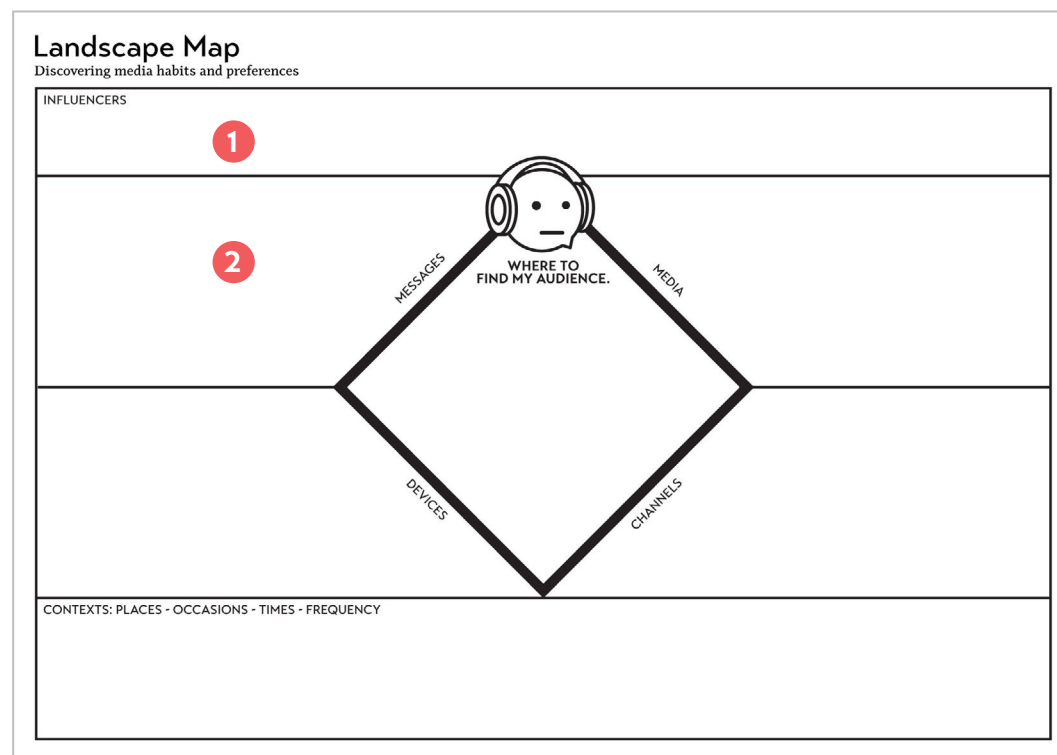 Landscape Map
Discovering media habits and preferences
INFLUENCERS
1
2
MESSAGES
WHERE TO
FIND MY AUDIENCE.
MEDIA
DEVICES
CHANNELS
CONTEXTS: PLACES - OCCASIONS - TIMES - FREQUENCY